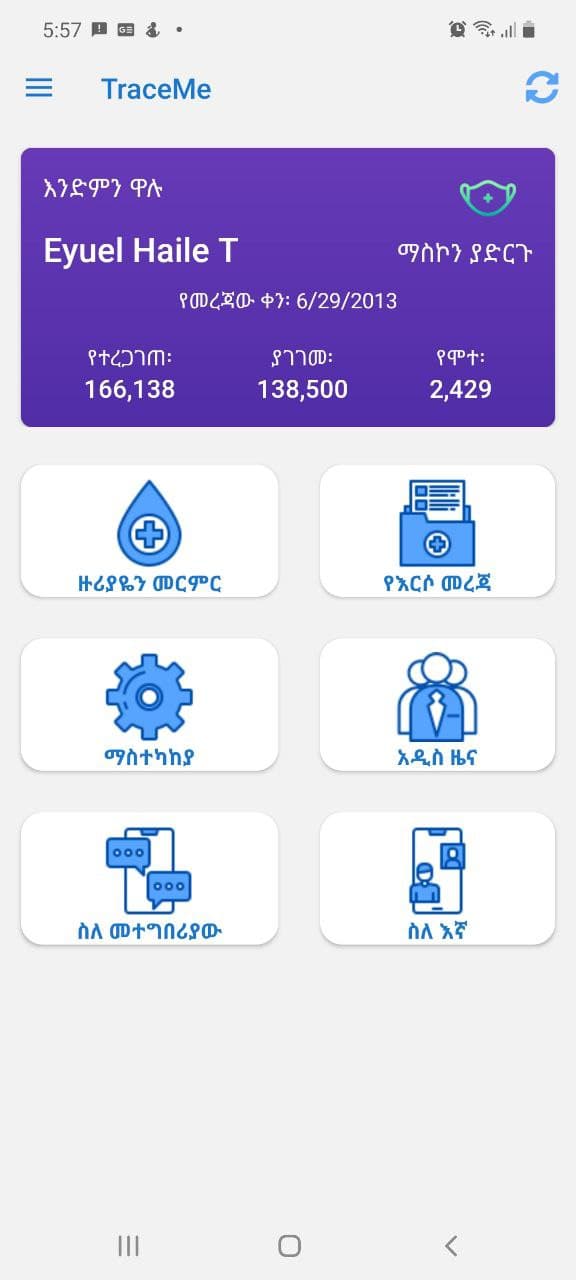 5:57
TraceMe
እንድምን ዋሉ
Eyuel Haile T
ማስኮን ያድርጉ
የመረጃው ቀን፡ 6/29/2013
የተረጋገጠ፡ ያገገመ፡ የሞተ፡
166,138 138,500 2,429
ዙሪያዬን መርምር የእርሶ መረጃ
ማስተካከያ አዲስ ዜና
ስለ መተግበሪያው ስለ እኛ